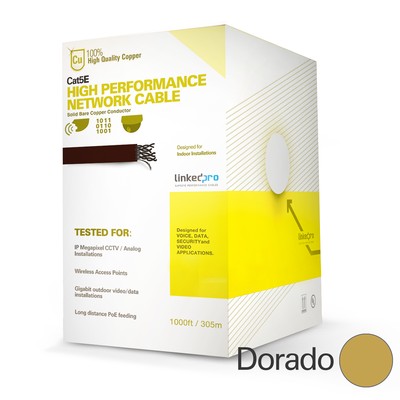 Cu
100%
High Quality Copper
Cat5E
HIGH PERFORMANCE
NETWORK CABLE
Solid Bare Copper Conductor
1011
0110
1001
Designed for
Indoor Installations
linkedpro
TESTED FOR:
IP Megapixel CCTV / Analog
Installations
Wireless Access Points
Gigabit outdoor video/data
installations
Long distance PoE feeding
Designed for
VOICE, DATA,
SECURITYand
VIDEO
APPLICATIONS.
1000ft / 305m
linkedpro
Dorado